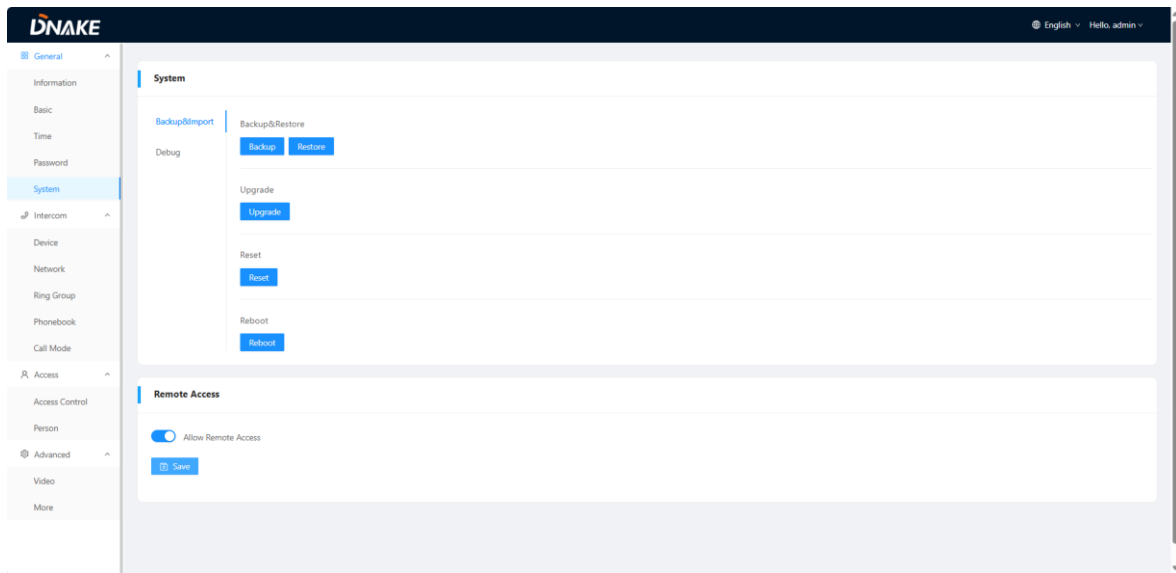 DNAKE
English
Hello, admin
General
Information
Basic
Time
Password
System
Intercom
Device
Network
Ring Group
Phonebook
Call Mode
Access
Access Control
Person
Advanced
Video
More
System
Backup&Import
Debug
Backup&Restore
Backup Restore
Upgrade
Upgrade
Reset
Reset
Reboot
Reboot
Remote Access
Allow Remote Access
Save